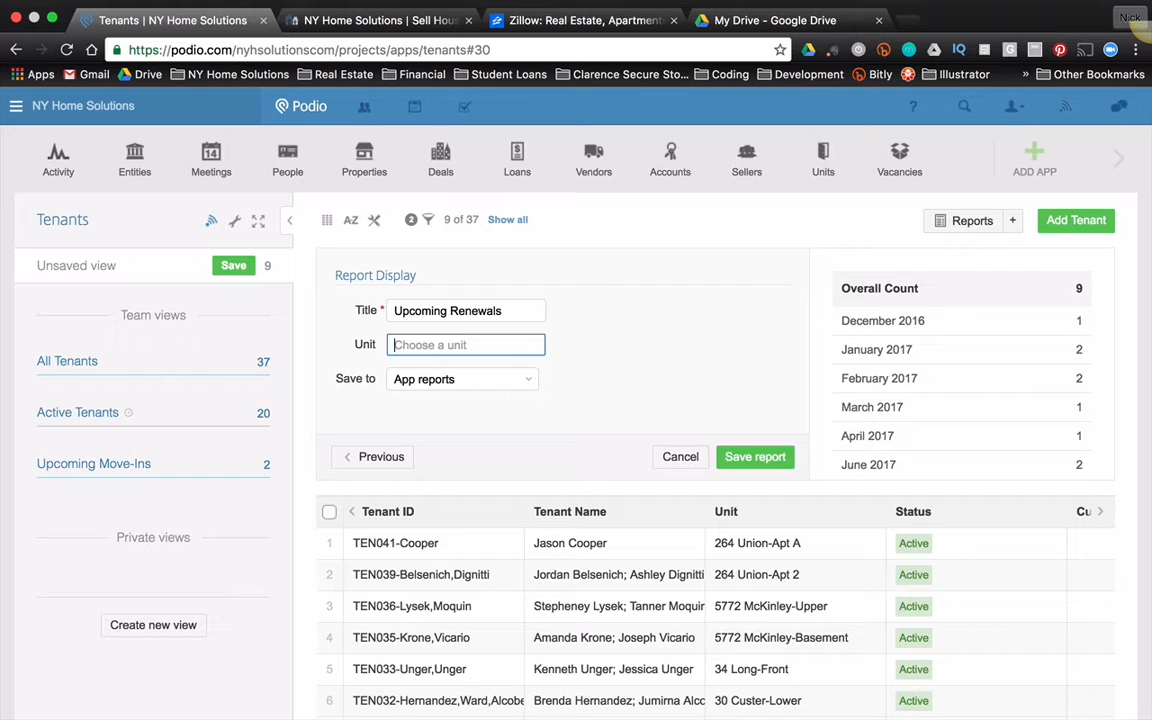 Tenants | NY Home Solutions
NY Home Solutions | Sell Hous
Zillow: Real Estate, Apartment
My Drive - Google Drive
Nick
https://podio.com/nyhsolutionscom/projects/apps/tenants#30
Apps
Gmail
Drive
NY Home Solutions
Real Estate
Financial
Student Loans
Clarence Secure Sto...
Coding
Development
Bitly
Illustrator
»
Other Bookmarks
NY Home Solutions
Podio
?
Activity
Entities
14
Meetings
People
Properties
Deals
Loans
Vendors
Accounts
Sellers
Units
Vacancies
ADD APP
Tenants
AZ
2
9 of 37
Show all
Reports
+
Add Tenant
Unsaved view
Save
9
Team views
All Tenants
37
Active Tenants
20
Upcoming Move-Ins
2
Private views
Create new view
Report Display
Title *
Upcoming Renewals
Unit
Choose a unit
Save to
App reports
Previous
Cancel
Save report
Overall Count 9
December 2016 1
January 2017 2
February 2017 2
March 2017 1
April 2017 1
June 2017 2
Tenant ID Tenant Name Unit Status Cu
1 TEN041-Cooper Jason Cooper 264 Union-Apt A Active
2 TEN039-Belsenich,Dignitti Jordan Belsenich; Ashley Dignitti 264 Union-Apt 2 Active
3 TEN036-Lysek,Moquin Stepheney Lysek; Tanner Moquin 5772 McKinley-Upper Active
4 TEN035-Krone,Vicario Amanda Krone; Joseph Vicario 5772 McKinley-Basement Active
5 TEN033-Unger,Unger Kenneth Unger; Jessica Unger 34 Long-Front Active
6 TEN032-Hernandez,Ward,Alcobe Brenda Hernandez; Jumirna Alco 30 Custer-Lower Active